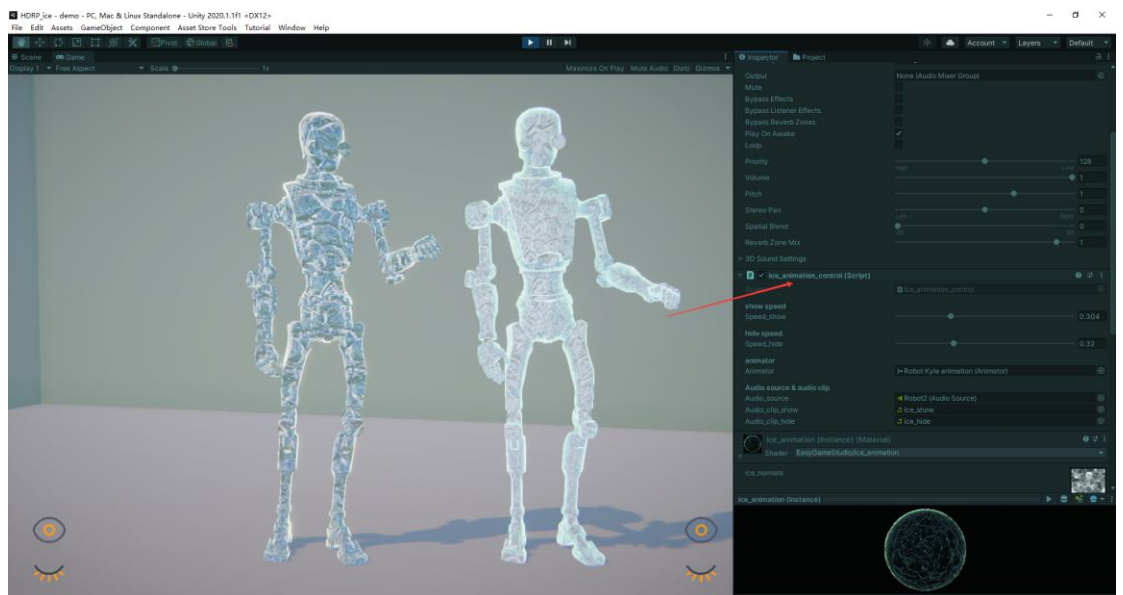 HDRP_ice - demo - PC, Mac & Linux Standalone - Unity 2020.1.1f1 <DX12>
File Edit Assets GameObject Component Asset Store Tools Tutorial Window Help
Pivot Global Account Layers Default
Scene Game
Display 1 Free Aspect Scale 1x Maximize On Play Mute Audio Stats Gizmos
Inspector Project
Output None (Audio Mixer Group)
Mute
Bypass Effects
Bypass Listener Effects
Bypass Reverb Zones
Play On Awake
Loop
Priority 128
High Low
Volume 1
Pitch 1
Stereo Pan 0
Left Right
Spatial Blend 0
2D 3D
Reverb Zone Mix 1
3D Sound Settings
Ice_animation_control (Script)
Script Ice_animation_control
show speed
Speed_show 0.304
hide speed
Speed_hide 0.32
animator
Animator Robot Kyle animation (Animator)
Audio source & audio clip
Audio_source Robot2 (Audio Source)
Audio_clip_show ice_show
Audio_clip_hide ice_hide
Ice_animation (Instance) (Material)
Shader EasyGameStudio/Ice_animation
ice_normals
ice_animation (Instance)